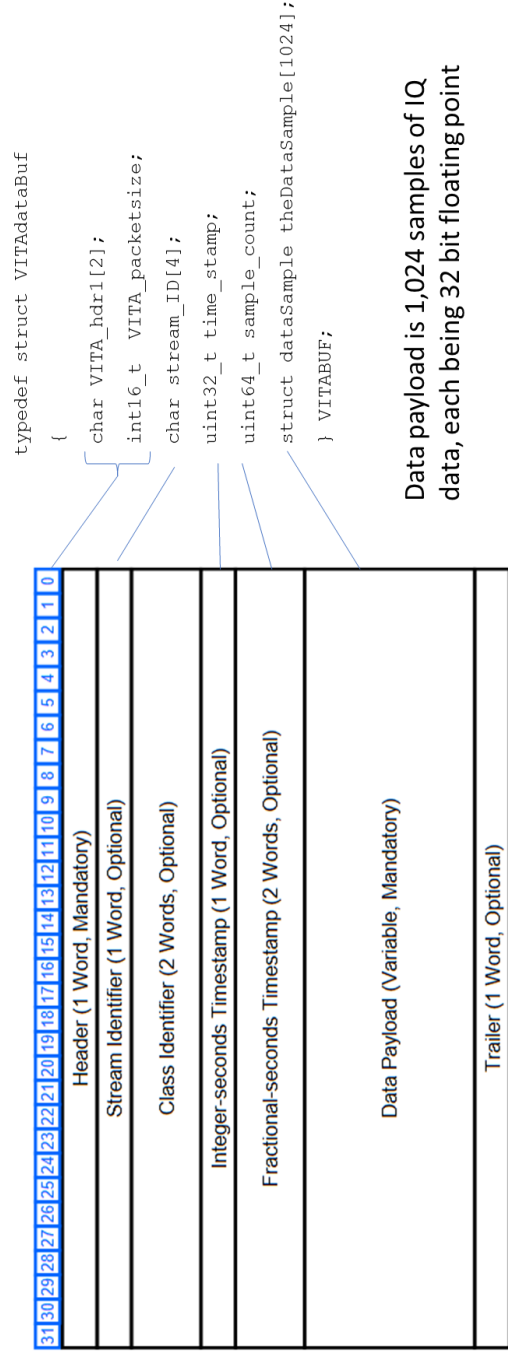 31 30 29 28 27 26 25 24 23 22 21 20 19 18 17 16 15 14 13 12 11 10 9 8 7 6 5 4 3 2 1 0
Header (1 Word, Mandatory)
Stream Identifier (1 Word, Optional)
Class Identifier (2 Words, Optional)
Integer-seconds Timestamp (1 Word, Optional)
Fractional-seconds Timestamp (2 Words, Optional)
Data Payload (Variable, Mandatory)
Trailer (1 Word, Optional)
typedef struct VITAdataBuf
{
char VITA_hdr1[2];
int16_t VITA_packetsize;
char stream_ID[4];
uint32_t time_stamp;
uint64_t sample_count;
struct dataSample theDataSample[1024];
} VITABUF;
Data payload is 1,024 samples of IQ
data, each being 32 bit floating point